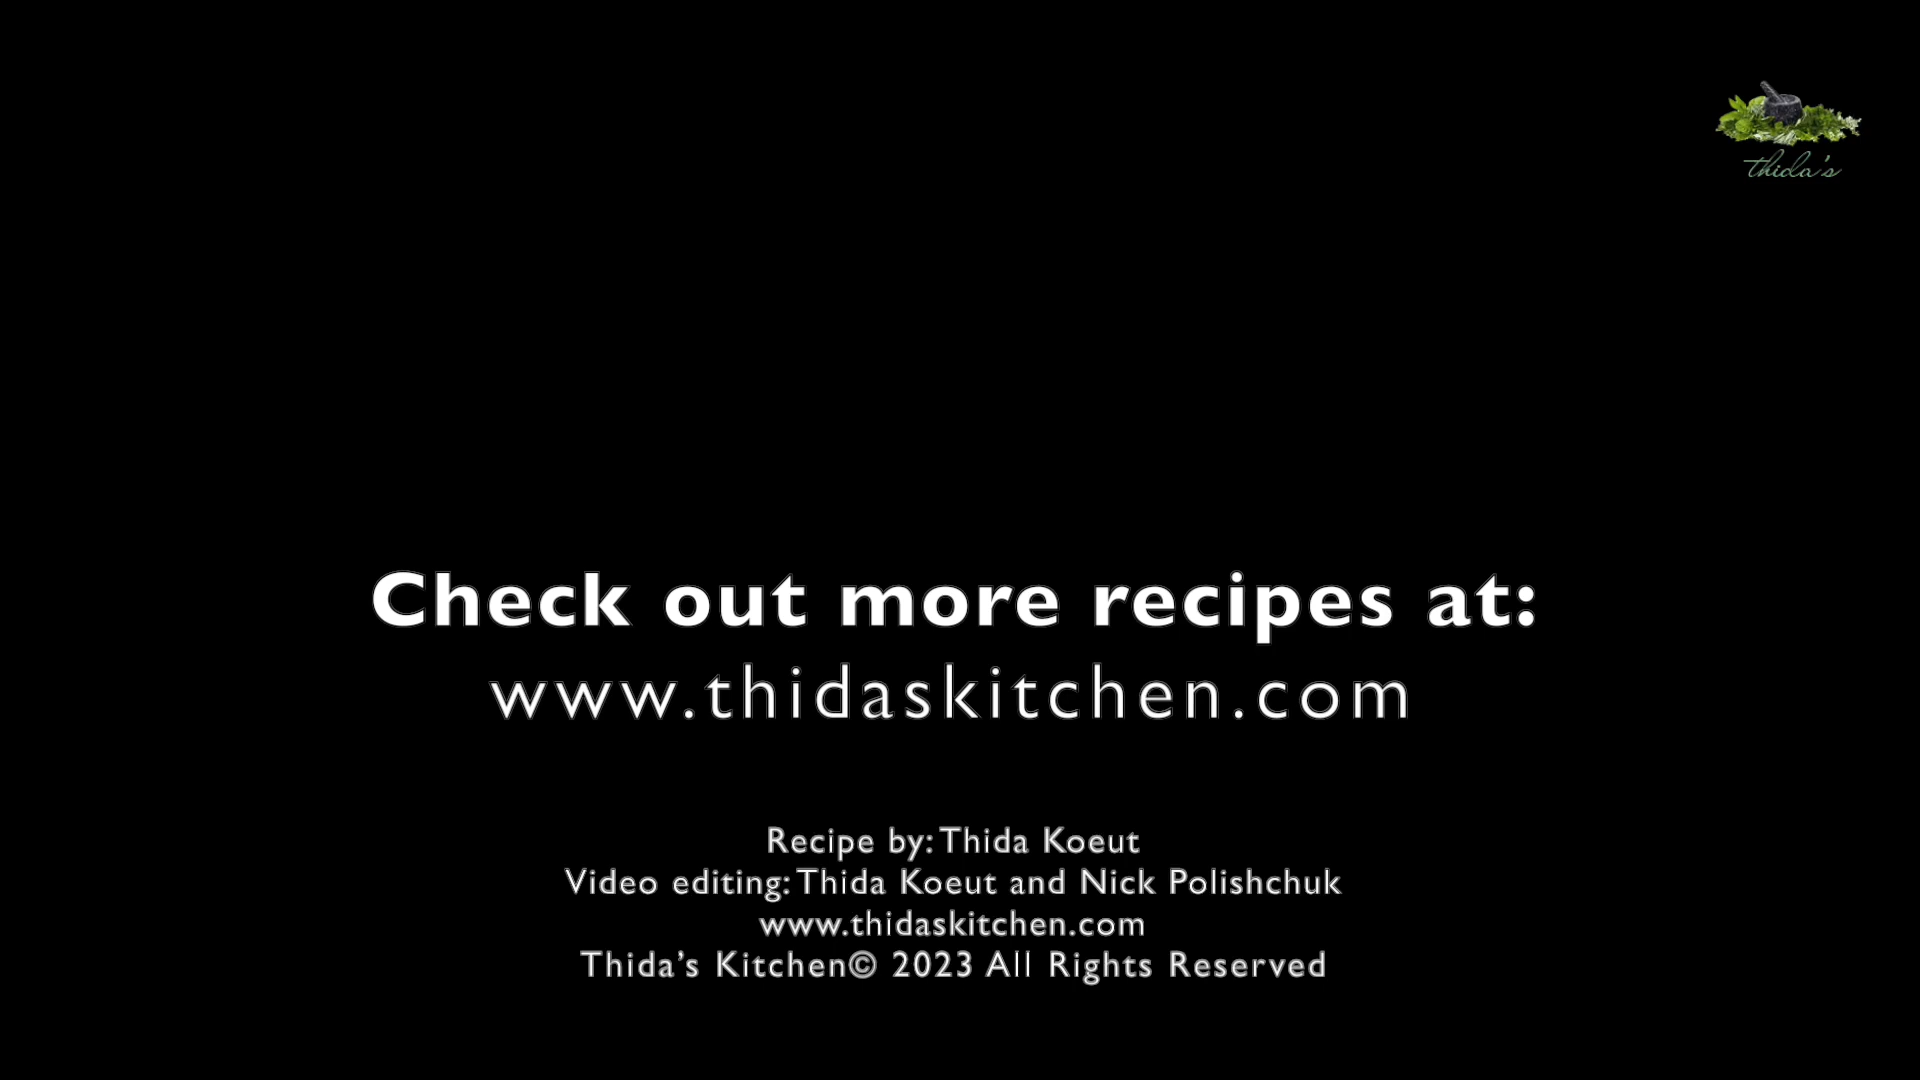 thida's
Check out more recipes at:
www.thidaskitchen.com
Recipe by: Thida Koeut
Video editing: Thida Koeut and Nick Polishchuk
www.thidaskitchen.com
Thida’s Kitchen© 2023 All Rights Reserved